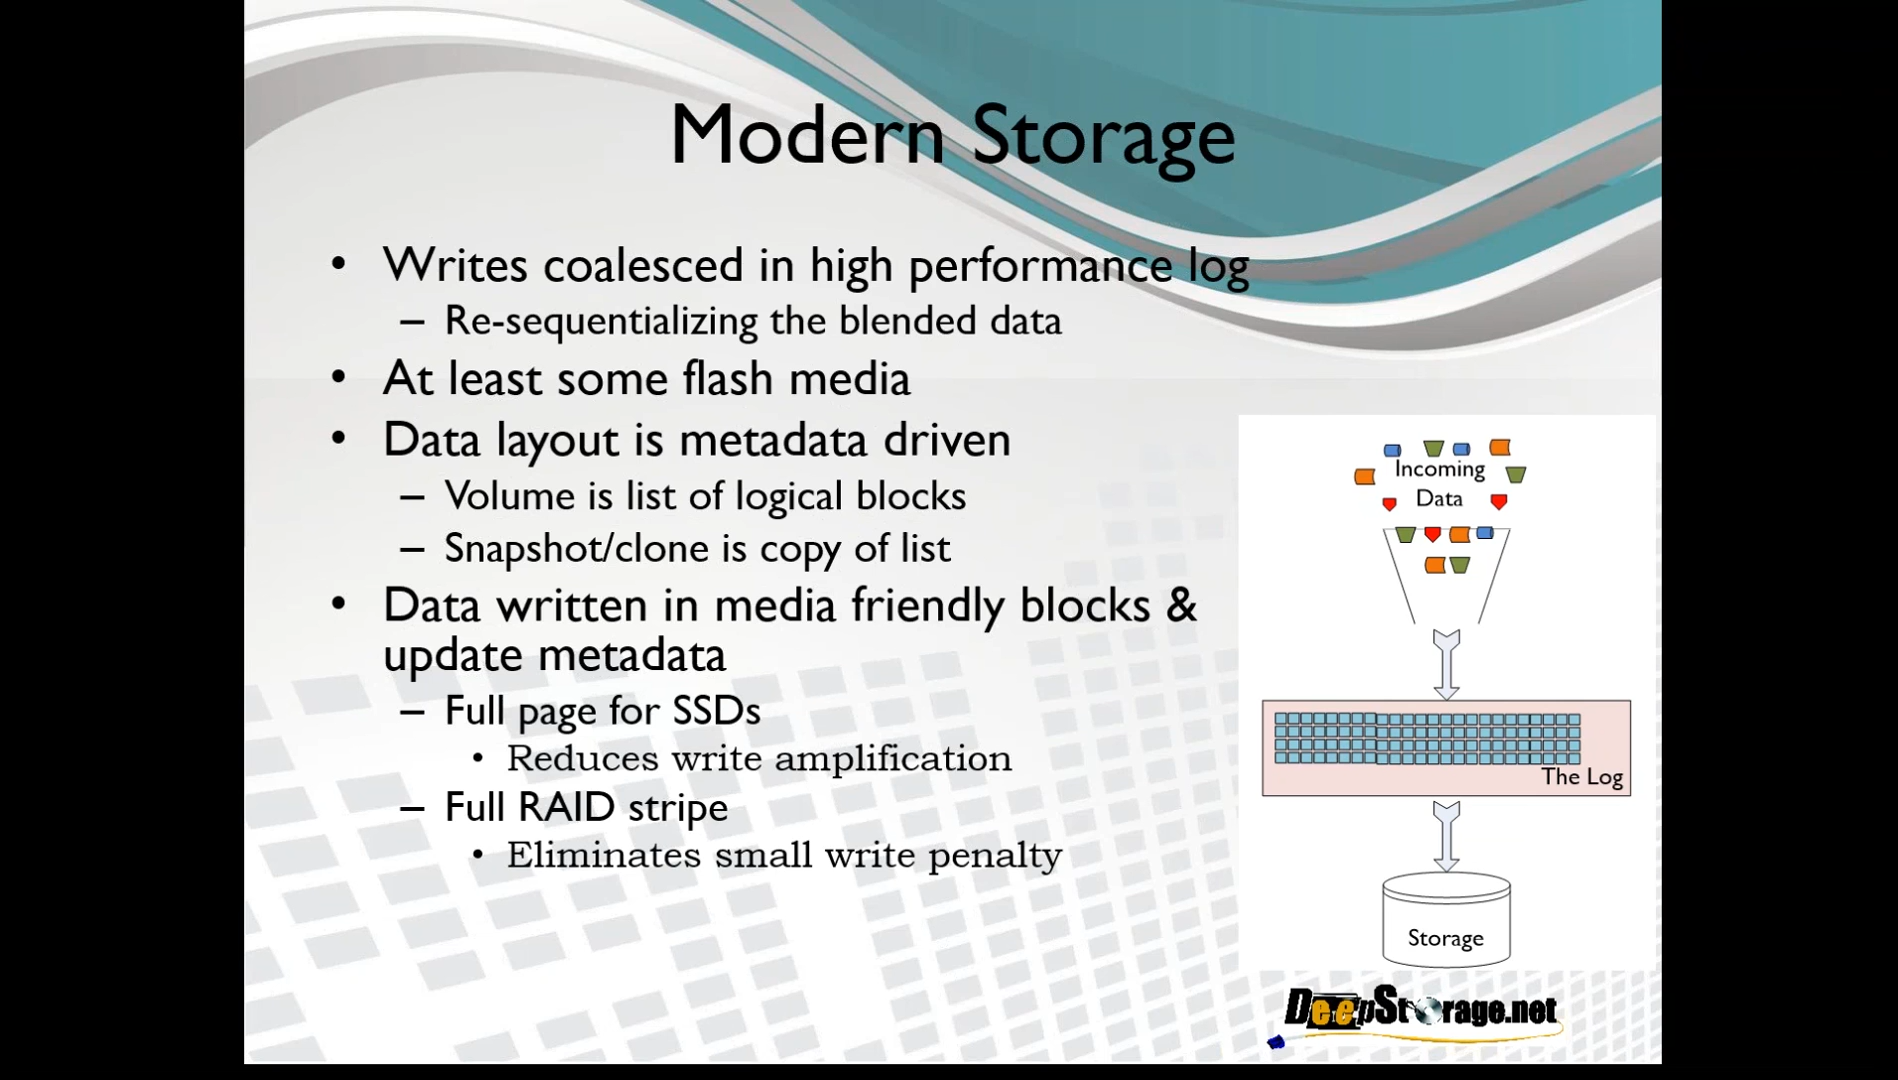 Modern Storage
• Writes coalesced in high performance log
– Re-sequentializing the blended data
• At least some flash media
• Data layout is metadata driven
– Volume is list of logical blocks
– Snapshot/clone is copy of list
• Data written in media friendly blocks &
update metadata
– Full page for SSDs
• Reduces write amplification
– Full RAID stripe
• Eliminates small write penalty
Incoming
Data
The Log
Storage
DeepStorage.net